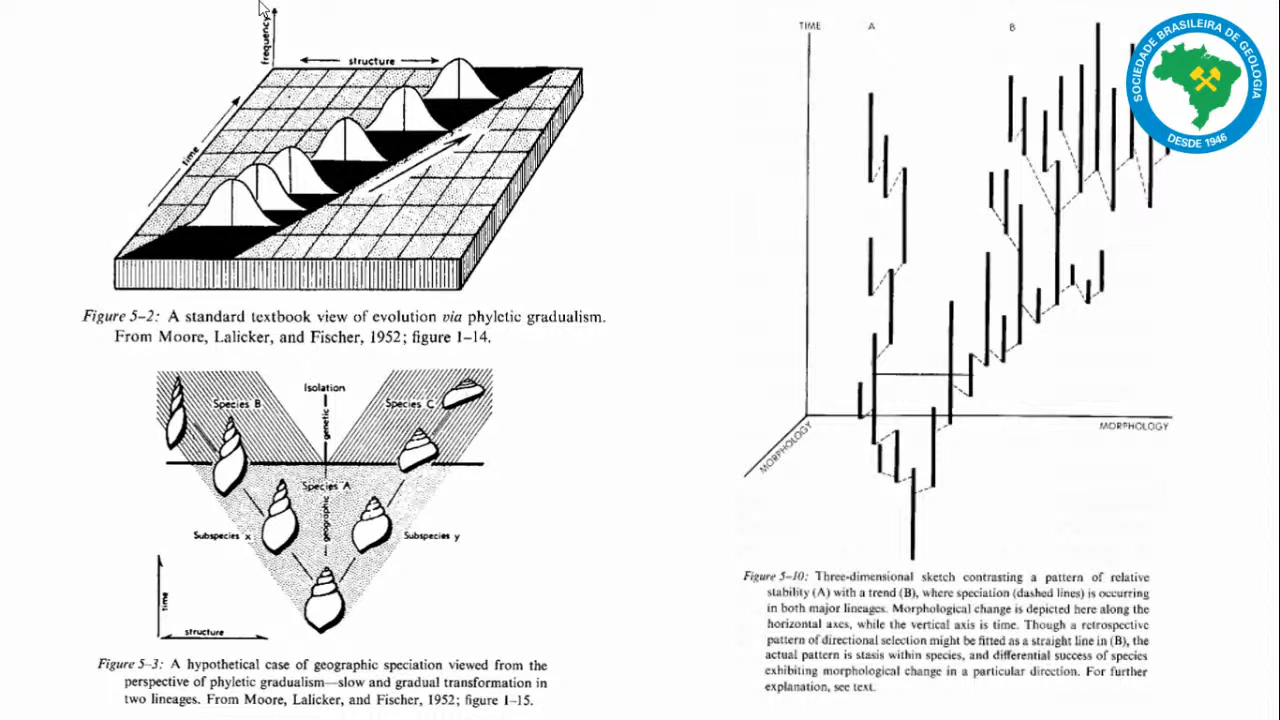 frequency
structure
time
Figure 5–2: A standard textbook view of evolution via phyletic gradualism.
From Moore, Lalicker, and Fischer, 1952; figure 1–14.
Isolation
Species B
Species C
genetic
Species A
geographic
Subspecies x
Subspecies y
time
structure
Figure 5–3: A hypothetical case of geographic speciation viewed from the
perspective of phyletic gradualism—slow and gradual transformation in
two lineages. From Moore, Lalicker, and Fischer, 1952; figure 1–15.
TIME
A
B
MORPHOLOGY
MORPHOLOGY
Figure 5–10: Three-dimensional sketch contrasting a pattern of relative
stability (A) with a trend (B), where speciation (dashed lines) is occurring
in both major lineages. Morphological change is depicted here along the
horizontal axes, while the vertical axis is time. Though a retrospective
pattern of directional selection might be fitted as a straight line in (B), the
actual pattern is stasis within species, and differential success of species
exhibiting morphological change in a particular direction. For further
explanation, see text.
SOCIEDADE BRASILEIRA DE GEOLOGIA
DESDE 1946